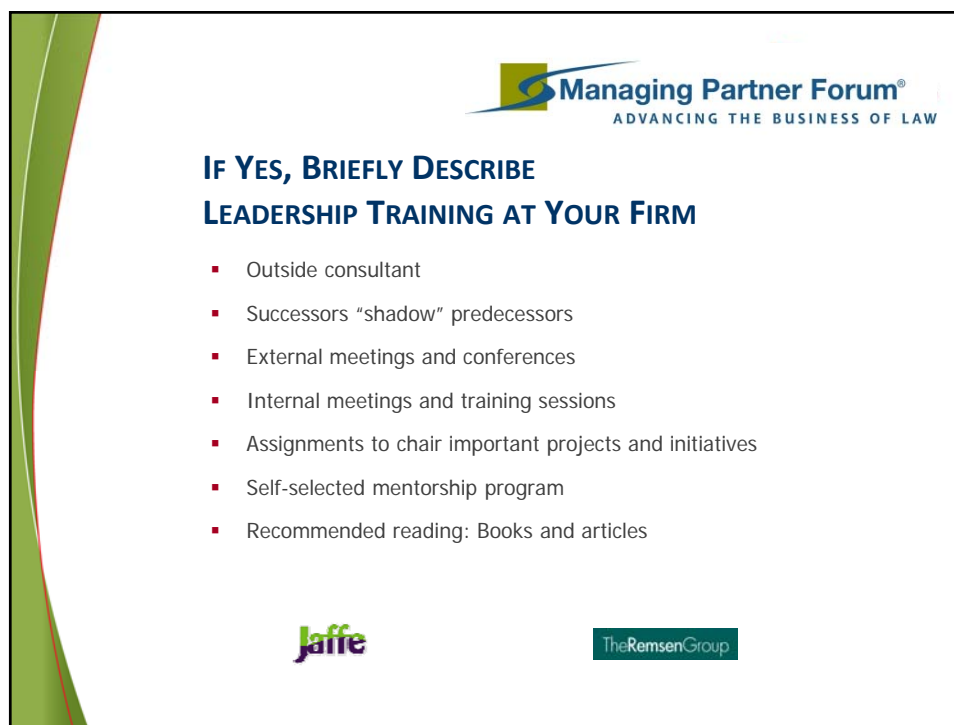 Managing Partner Forum®
ADVANCING THE BUSINESS OF LAW
IF YES, BRIEFLY DESCRIBE
LEADERSHIP TRAINING AT YOUR FIRM
▪ Outside consultant
▪ Successors “shadow” predecessors
▪ External meetings and conferences
▪ Internal meetings and training sessions
▪ Assignments to chair important projects and initiatives
▪ Self-selected mentorship program
▪ Recommended reading: Books and articles
Jaffe
TheRemsenGroup